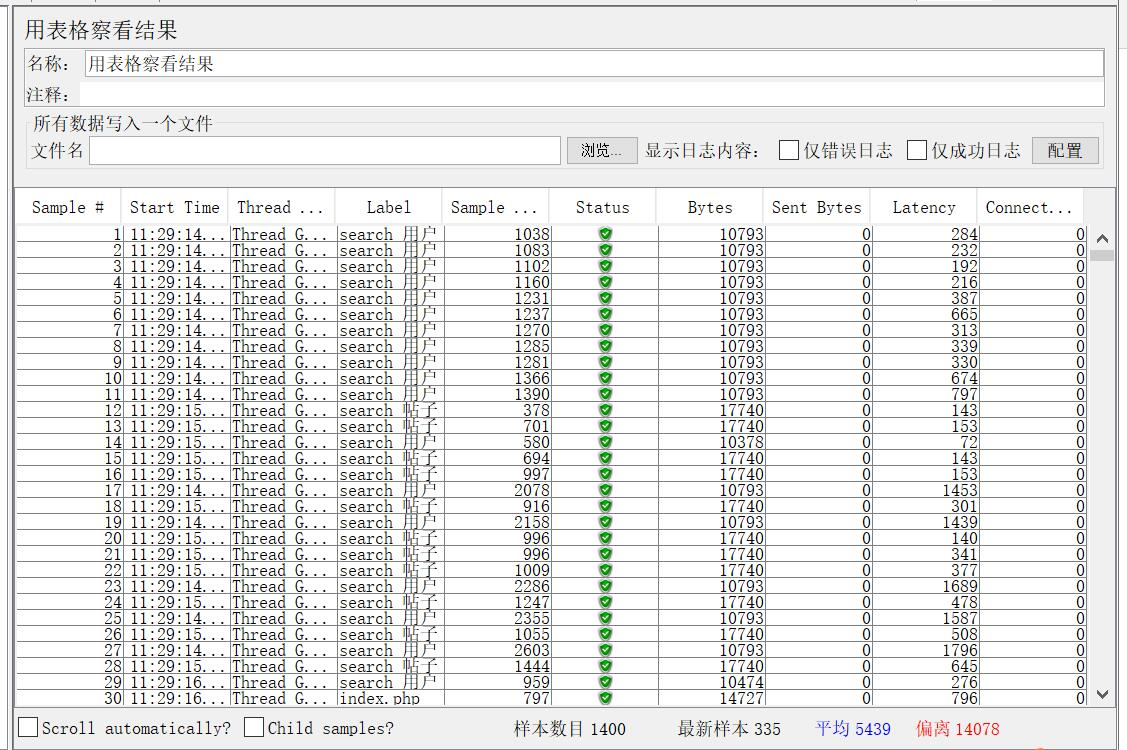 用表格察看结果
名称： 用表格察看结果
注释：
所有数据写入一个文件
文件名 浏览... 显示日志内容： 仅错误日志 仅成功日志 配置
Sample # Start Time Thread ... Label Sample ... Status Bytes Sent Bytes Latency Connect...
1 11:29:14... Thread G... search 用户 1038 10793 0 284 0
2 11:29:14... Thread G... search 用户 1083 10793 0 232 0
3 11:29:14... Thread G... search 用户 1102 10793 0 192 0
4 11:29:14... Thread G... search 用户 1160 10793 0 216 0
5 11:29:14... Thread G... search 用户 1231 10793 0 387 0
6 11:29:14... Thread G... search 用户 1237 10793 0 665 0
7 11:29:14... Thread G... search 用户 1270 10793 0 313 0
8 11:29:14... Thread G... search 用户 1285 10793 0 339 0
9 11:29:14... Thread G... search 用户 1281 10793 0 330 0
10 11:29:14... Thread G... search 用户 1366 10793 0 674 0
11 11:29:14... Thread G... search 用户 1390 10793 0 797 0
12 11:29:15... Thread G... search 帖子 378 17740 0 143 0
13 11:29:15... Thread G... search 帖子 701 17740 0 153 0
14 11:29:15... Thread G... search 用户 580 10378 0 72 0
15 11:29:15... Thread G... search 帖子 694 17740 0 143 0
16 11:29:15... Thread G... search 帖子 997 17740 0 153 0
17 11:29:14... Thread G... search 用户 2078 10793 0 1453 0
18 11:29:15... Thread G... search 帖子 916 17740 0 301 0
19 11:29:14... Thread G... search 用户 2158 10793 0 1439 0
20 11:29:15... Thread G... search 帖子 996 17740 0 140 0
21 11:29:15... Thread G... search 帖子 996 17740 0 341 0
22 11:29:15... Thread G... search 帖子 1009 17740 0 377 0
23 11:29:14... Thread G... search 用户 2286 10793 0 1689 0
24 11:29:15... Thread G... search 帖子 1247 17740 0 478 0
25 11:29:14... Thread G... search 用户 2355 10793 0 1587 0
26 11:29:15... Thread G... search 帖子 1055 17740 0 508 0
27 11:29:14... Thread G... search 用户 2603 10793 0 1796 0
28 11:29:15... Thread G... search 帖子 1444 17740 0 645 0
29 11:29:16... Thread G... search 用户 959 10474 0 276 0
30 11:29:16... Thread G... index.php 797 14727 0 796 0
Scroll automatically? Child samples? 样本数目 1400 最新样本 335 平均 5439 偏离 14078